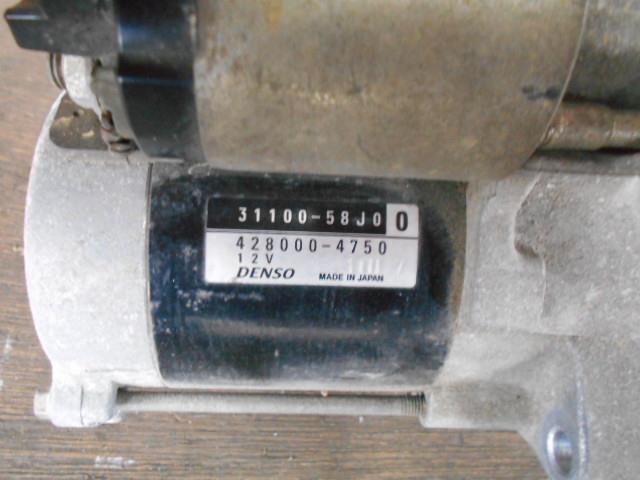 31100-58J0 0
428000-4750
12V
DENSO MADE IN JAPAN